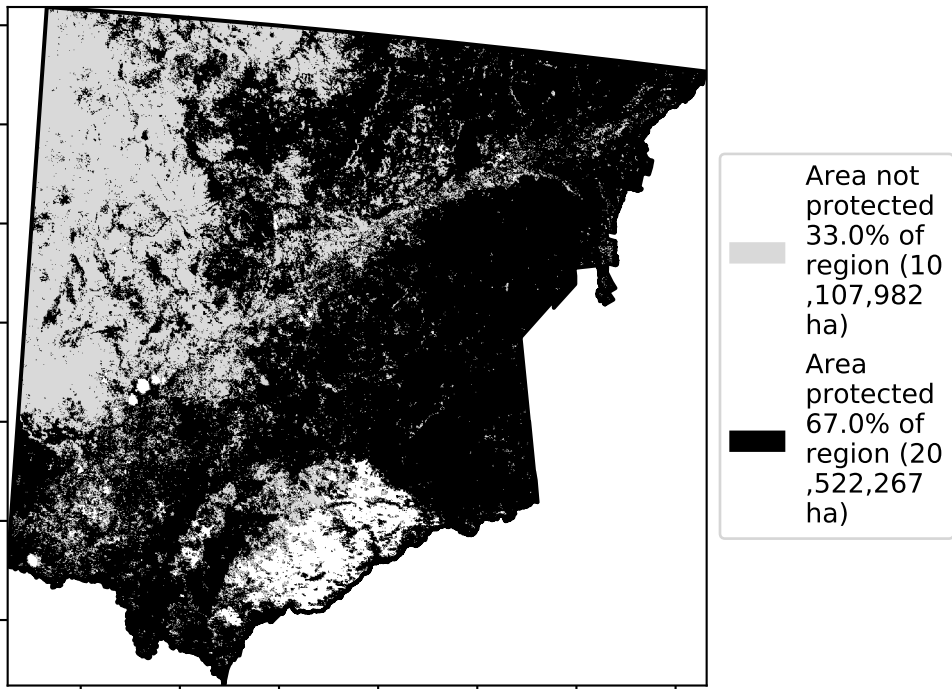 Area not
protected
33.0% of
region (10
,107,982
ha)
Area
protected
67.0% of
region (20
,522,267
ha)